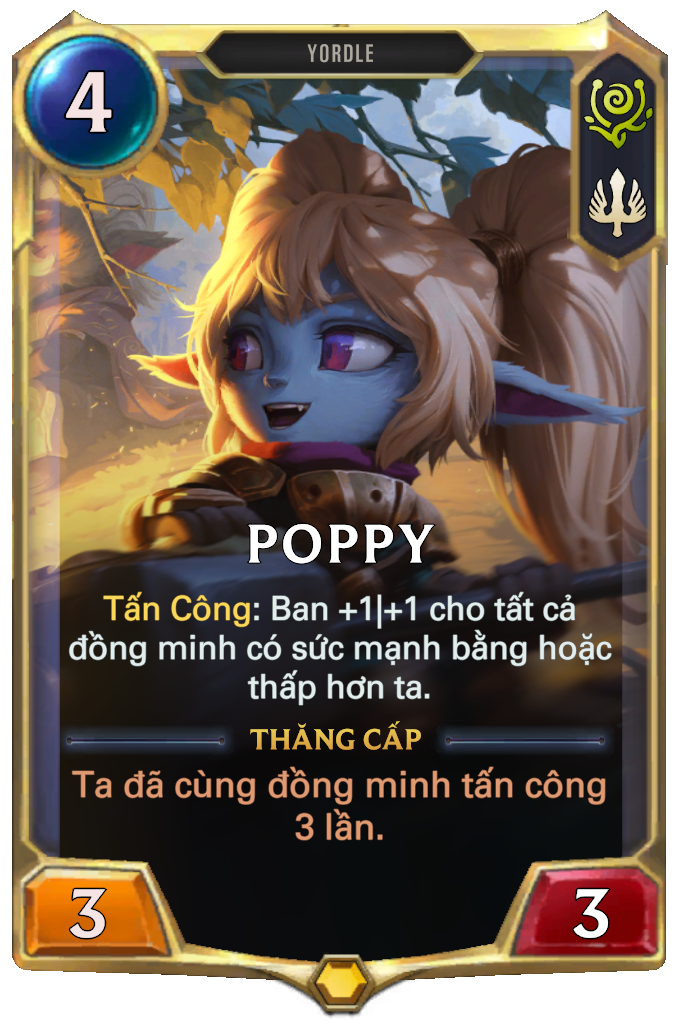 YORDLE
4
POPPY
Tấn Công: Ban +1|+1 cho tất cả
đồng minh có sức mạnh bằng hoặc
thấp hơn ta.
THĂNG CẤP
Ta đã cùng đồng minh tấn công
3 lần.
3
3